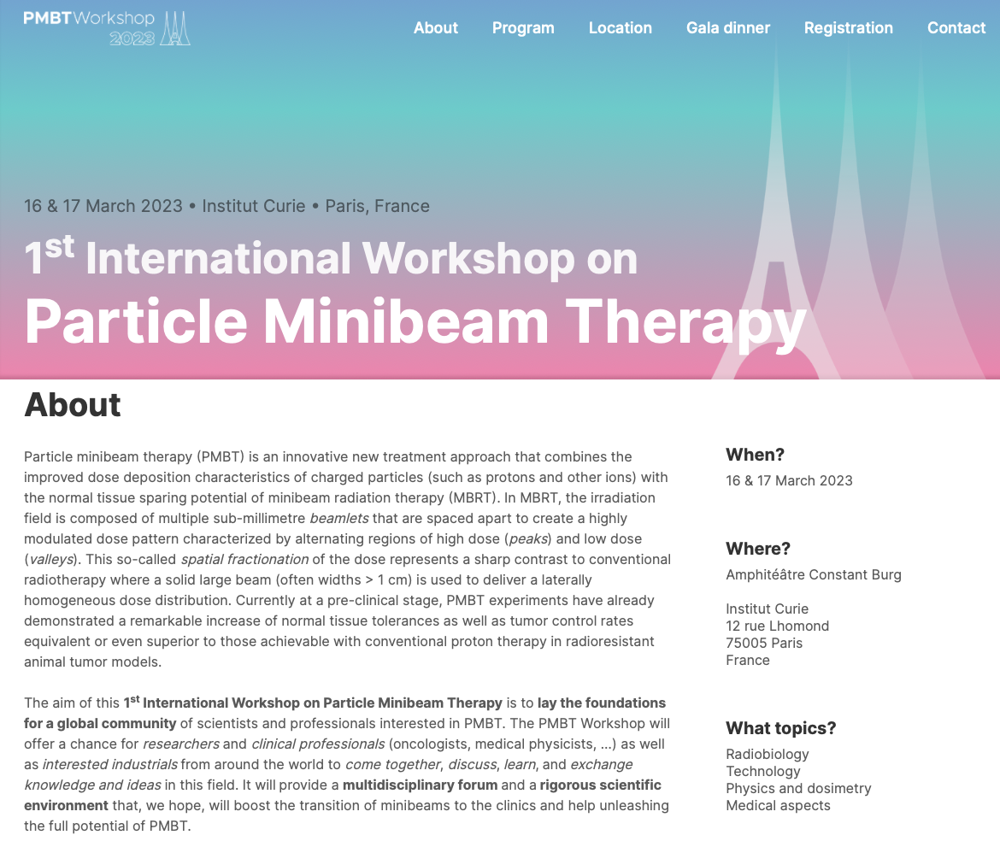 PMBTWorkshop
2023
About Program Location Gala dinner Registration Contact
16 & 17 March 2023 • Institut Curie • Paris, France
1st International Workshop on
Particle Minibeam Therapy
About
Particle minibeam therapy (PMBT) is an innovative new treatment approach that combines the
improved dose deposition characteristics of charged particles (such as protons and other ions) with
the normal tissue sparing potential of minibeam radiation therapy (MBRT). In MBRT, the irradiation
field is composed of multiple sub-millimetre beamlets that are spaced apart to create a highly
modulated dose pattern characterized by alternating regions of high dose (peaks) and low dose
(valleys). This so-called spatial fractionation of the dose represents a sharp contrast to conventional
radiotherapy where a solid large beam (often widths > 1 cm) is used to deliver a laterally
homogeneous dose distribution. Currently at a pre-clinical stage, PMBT experiments have already
demonstrated a remarkable increase of normal tissue tolerances as well as tumor control rates
equivalent or even superior to those achievable with conventional proton therapy in radioresistant
animal tumor models.
The aim of this 1st International Workshop on Particle Minibeam Therapy is to lay the foundations
for a global community of scientists and professionals interested in PMBT. The PMBT Workshop will
offer a chance for researchers and clinical professionals (oncologists, medical physicists, ...) as well
as interested industrials from around the world to come together, discuss, learn, and exchange
knowledge and ideas in this field. It will provide a multidisciplinary forum and a rigorous scientific
environment that, we hope, will boost the transition of minibeams to the clinics and help unleashing
the full potential of PMBT.
When?
16 & 17 March 2023
Where?
Amphitéâtre Constant Burg
Institut Curie
12 rue Lhomond
75005 Paris
France
What topics?
Radiobiology
Technology
Physics and dosimetry
Medical aspects